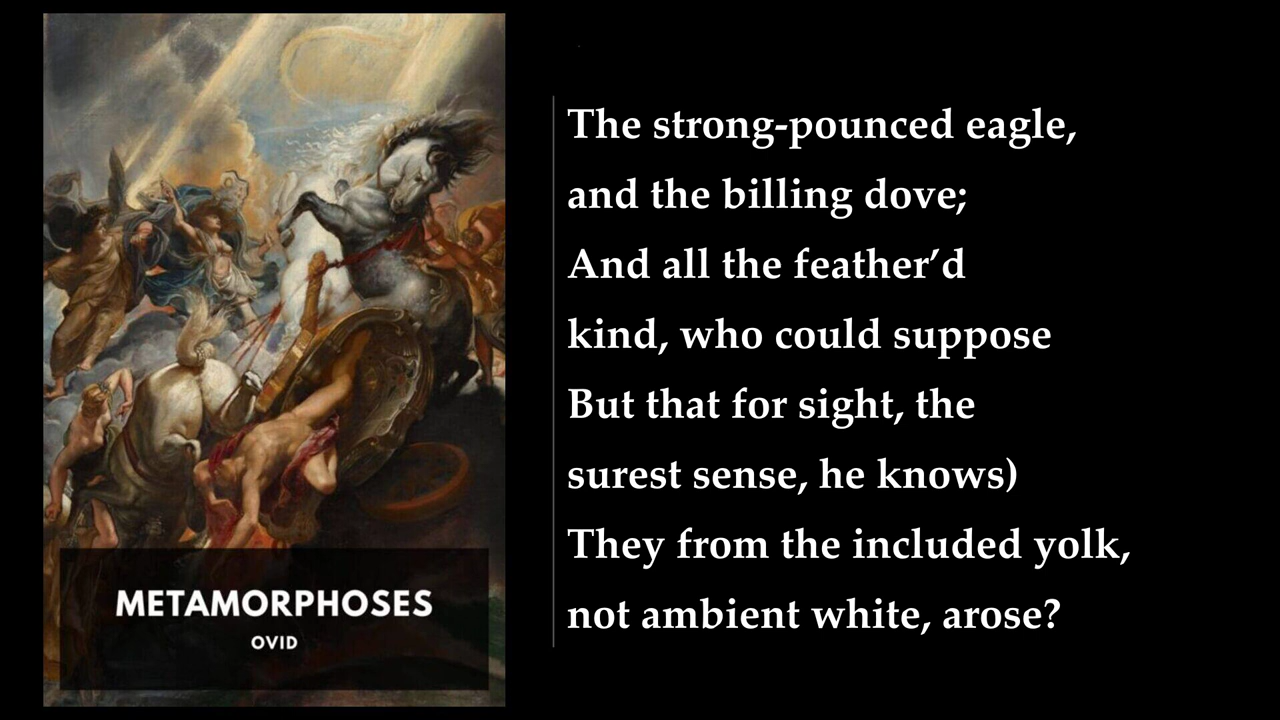 METAMORPHOSES
OVID
The strong-pounced eagle,
and the billing dove;
And all the feather’d
kind, who could suppose
But that for sight, the
surest sense, he knows)
They from the included yolk,
not ambient white, arose?